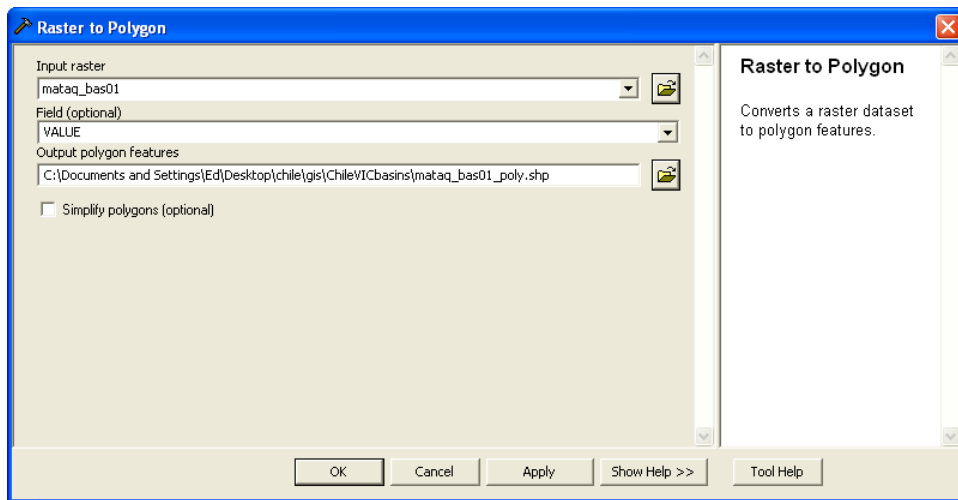 Raster to Polygon
Input raster
mataq_bas01
Field (optional)
VALUE
Output polygon features
C:\Documents and Settings\Ed\Desktop\chile\gis\ChileVICbasins\mataq_bas01_poly.shp
Simplify polygons (optional)
Raster to Polygon
Converts a raster dataset
to polygon features.
OK Cancel Apply Show Help >> Tool Help